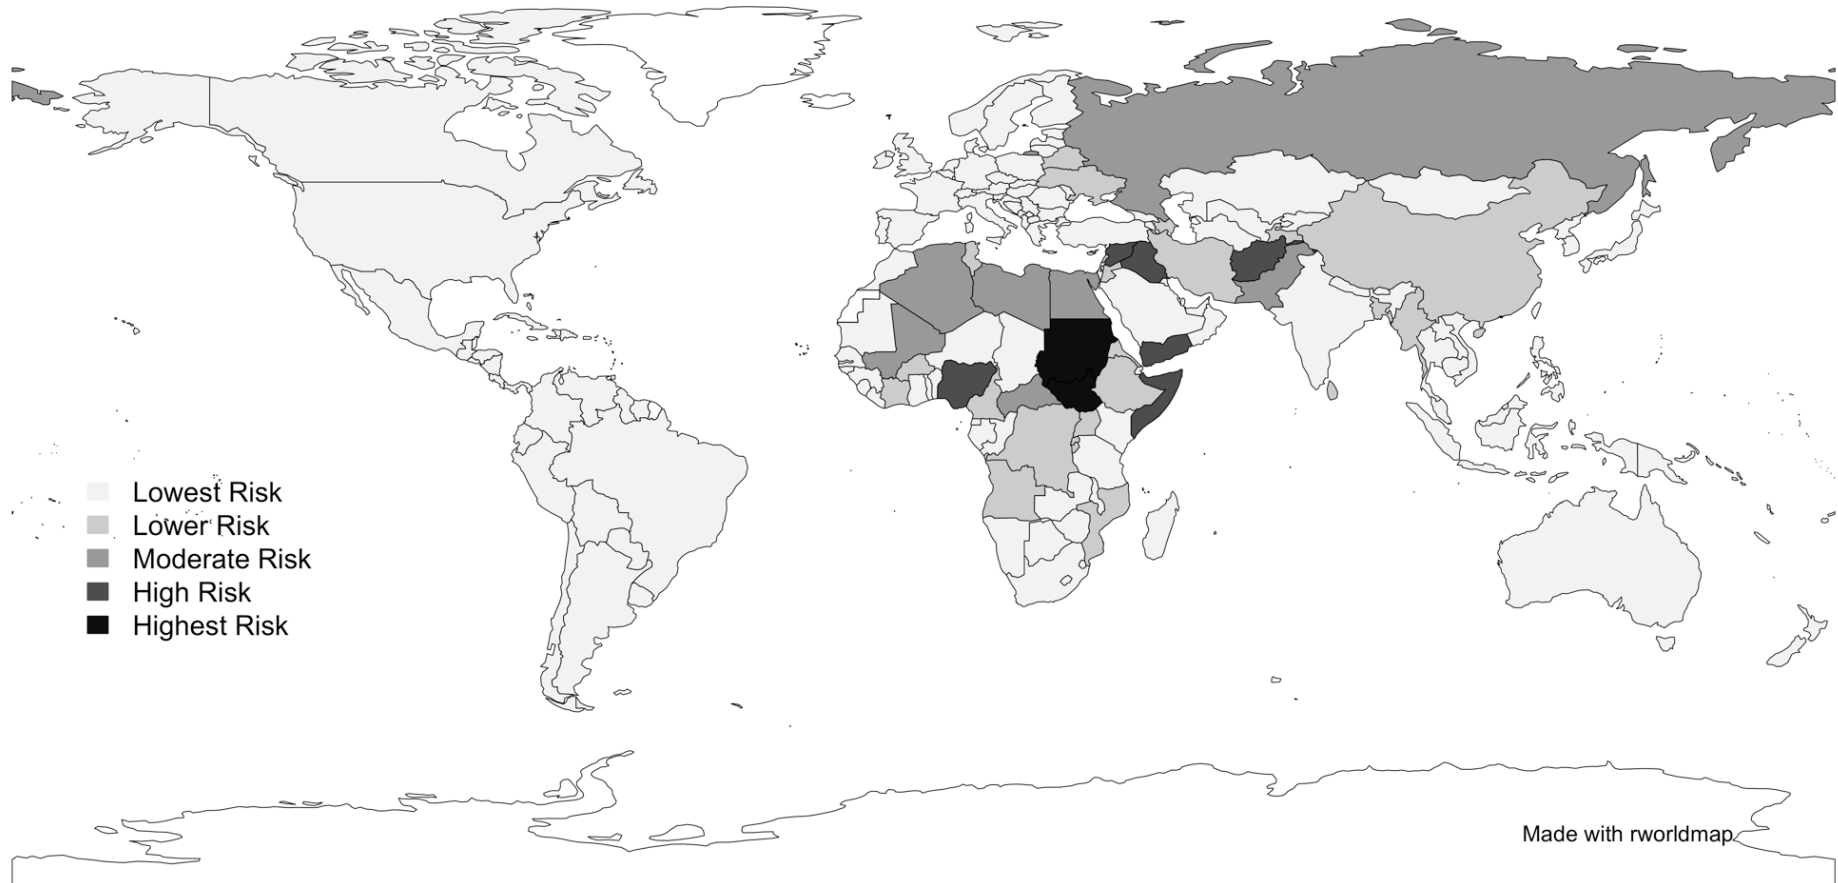 Lowest Risk
Lower Risk
Moderate Risk
High Risk
Highest Risk
Made with rworldmap